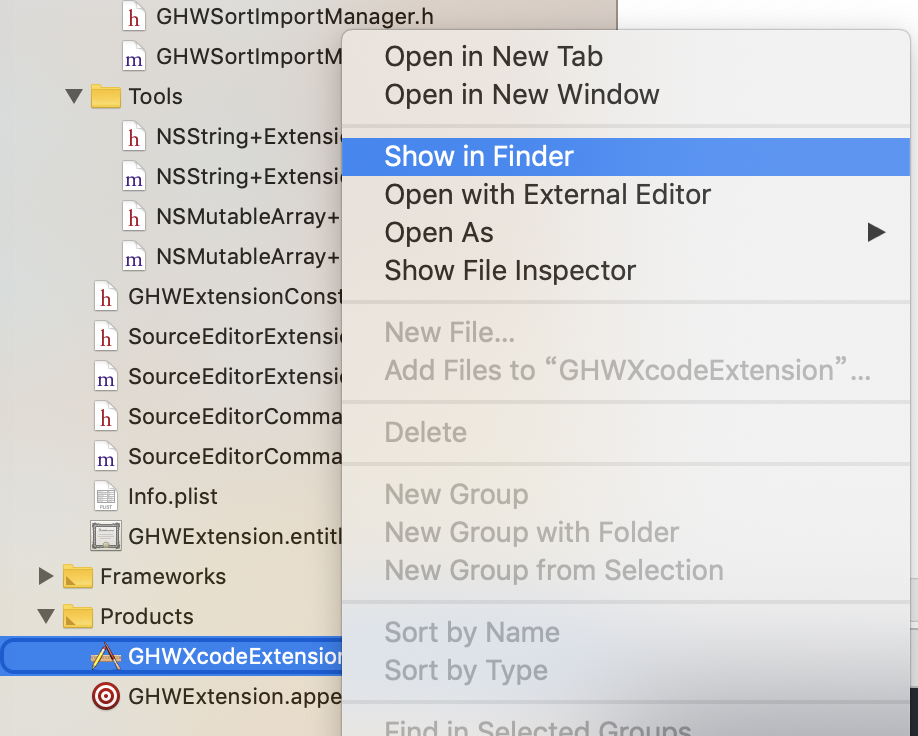 GHWSortImportManager.h
GHWSortImportM
Tools
NSString+Extensi
NSString+Extensi
NSMutableArray+
NSMutableArray+
GHWExtensionConst
SourceEditorExtensi
SourceEditorExtensi
SourceEditorComma
SourceEditorComma
Info.plist
GHWExtension.entitl
Frameworks
Products
GHWXcodeExtension
GHWExtension.appe
Open in New Tab
Open in New Window
Show in Finder
Open with External Editor
Open As
Show File Inspector
New File...
Add Files to “GHWXcodeExtension”...
Delete
New Group
New Group with Folder
New Group from Selection
Sort by Name
Sort by Type
Find in Selected Groups